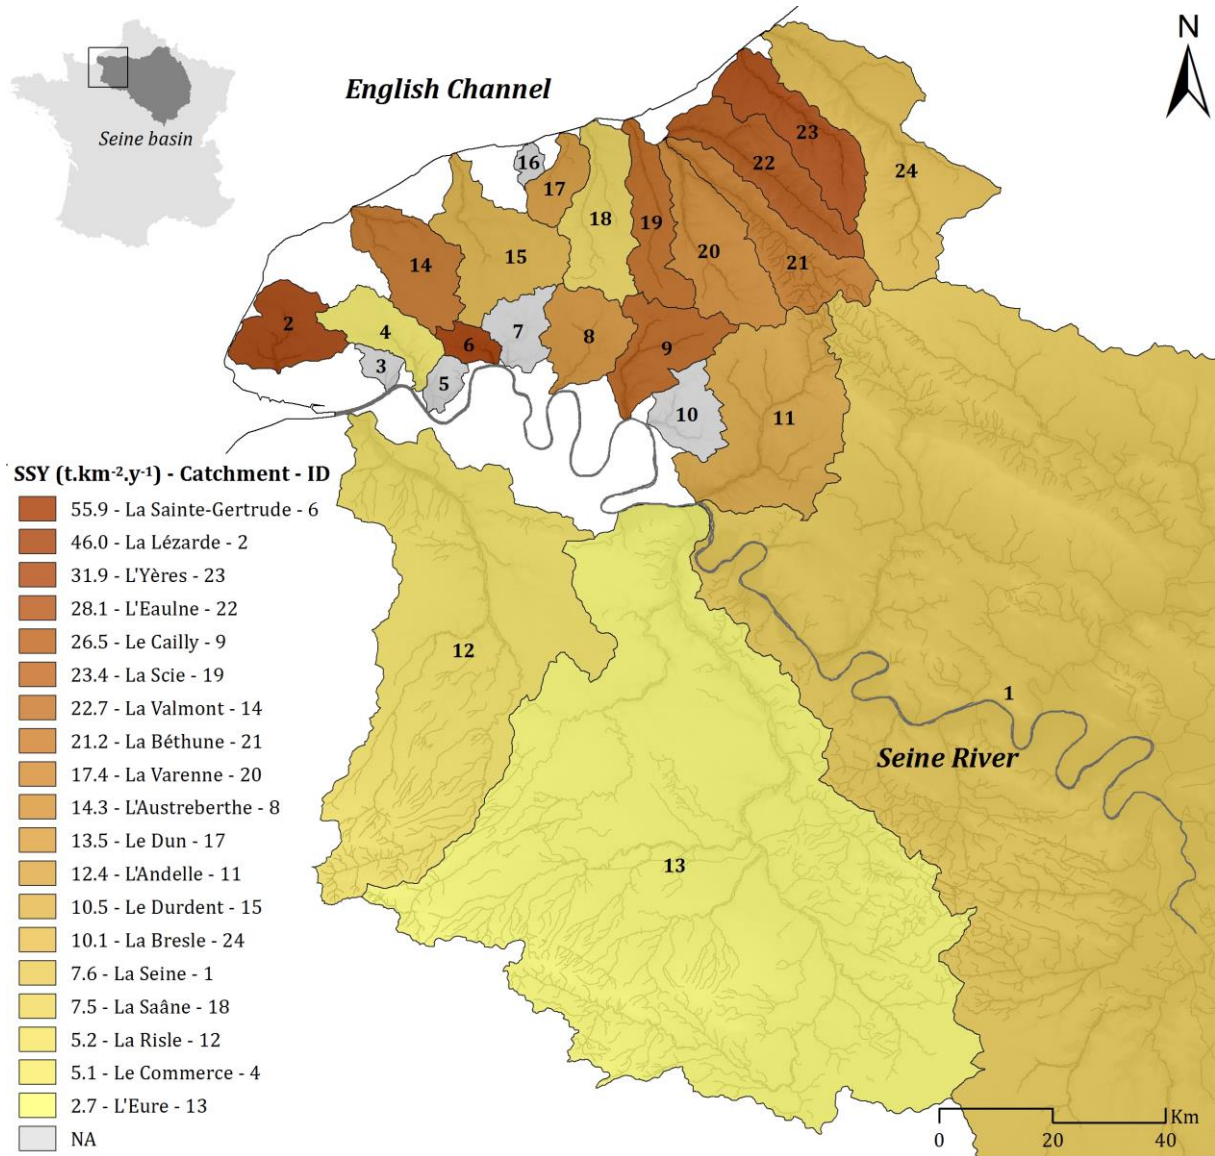 N
English Channel
Seine basin
23
16
22
24
17
18
19
20
15
21
14
2
4
7
8
6
9
3
5
10
11
SSY (t.km⁻².y⁻¹) - Catchment - ID
55.9 - La Sainte-Gertrude - 6
46.0 - La Lézarde - 2
31.9 - L'Yères - 23
28.1 - L'Eaulne - 22
26.5 - Le Cailly - 9
23.4 - La Scie - 19
22.7 - La Valmont - 14
21.2 - La Béthune - 21
17.4 - La Varenne - 20
14.3 - L'Austreberthe - 8
13.5 - Le Dun - 17
12.4 - L'Andelle - 11
10.5 - Le Durdent - 15
10.1 - La Bresle - 24
7.6 - La Seine - 1
7.5 - La Saâne - 18
5.2 - La Risle - 12
5.1 - Le Commerce - 4
2.7 - L'Eure - 13
NA
12
1
Seine River
13
Km
0 20 40